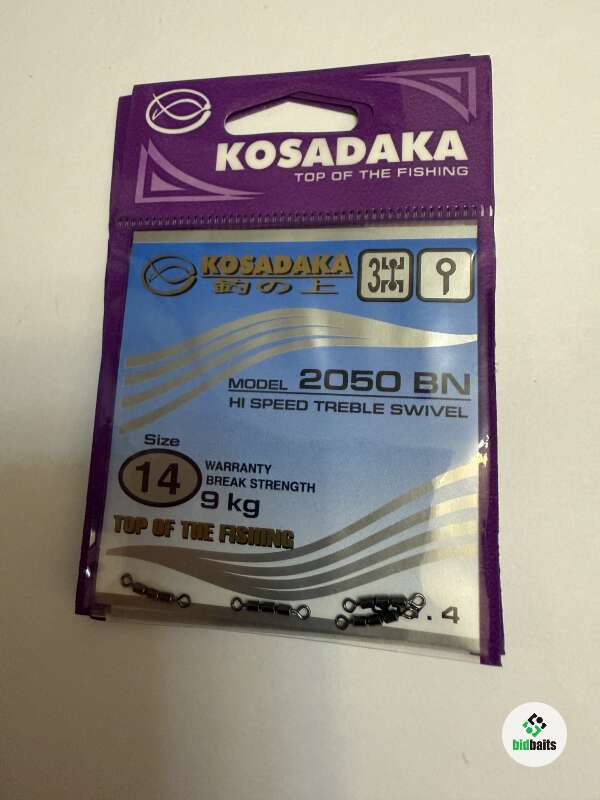 KOSADAKA
TOP OF THE FISHING
KOSADAKA
釣の上
3
MODEL 2050 BN
HI SPEED TREBLE SWIVEL
Size
14
WARRANTY
BREAK STRENGTH
9 kg
TOP OF THE FISHING
. 4
bidbaits